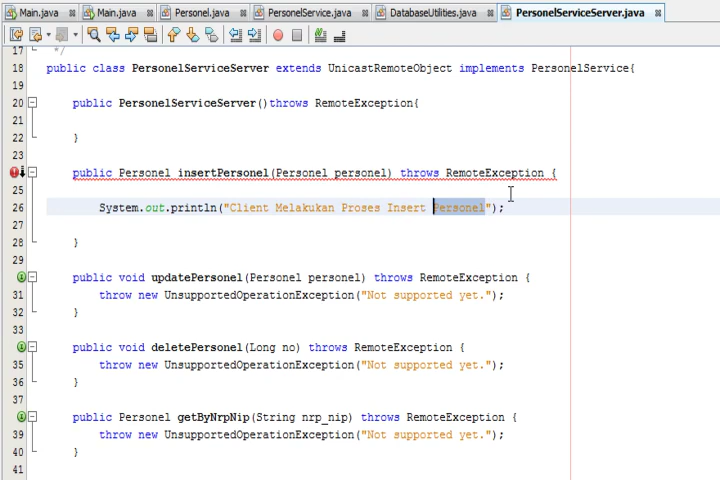 Main.java Main.java Personel.java PersonelService.java DatabaseUtilities.java PersonelServiceServer.java
17 */
18 public class PersonelServiceServer extends UnicastRemoteObject implements PersonelService{
19
20 public PersonelServiceServer()throws RemoteException{
21
22 }
23
public Personel insertPersonel(Personel personel) throws RemoteException {
25
26 System.out.println("Client Melakukan Proses Insert Personel");
27
28 }
29
public void updatePersonel(Personel personel) throws RemoteException {
31 throw new UnsupportedOperationException("Not supported yet.");
32 }
33
public void deletePersonel(Long no) throws RemoteException {
35 throw new UnsupportedOperationException("Not supported yet.");
36 }
37
public Personel getByNrpNip(String nrp_nip) throws RemoteException {
39 throw new UnsupportedOperationException("Not supported yet.");
40 }
41